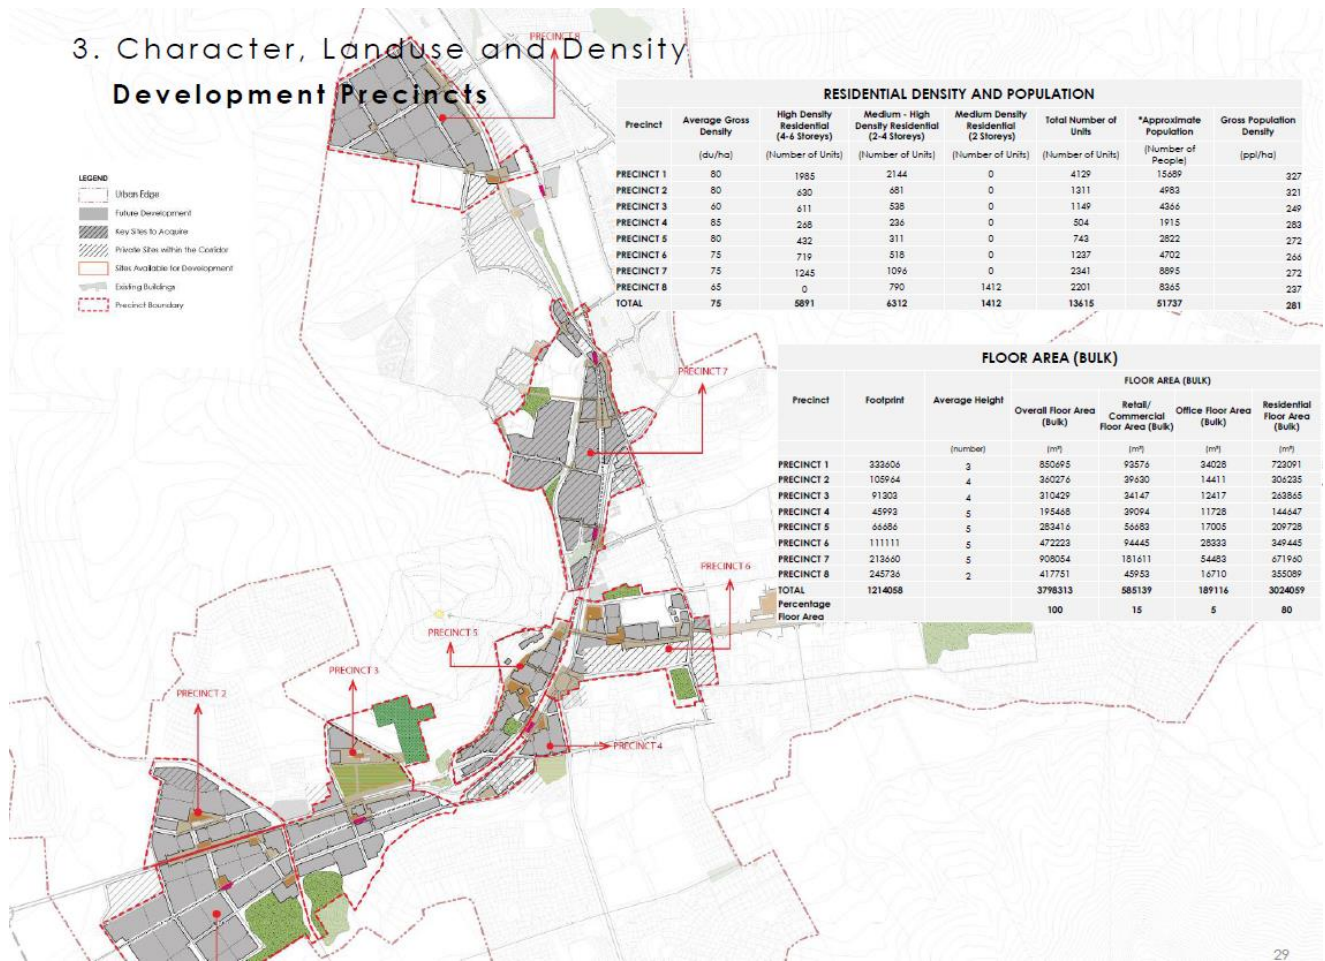 3. Character, Landuse and Density
Development Precincts
PRECINCT 8
LEGEND
Urban Edge
Future Development
Key Sites to Acquire
Private Sites within the Corridor
Sites Available for Development
Existing Buildings
Precinct Boundary
RESIDENTIAL DENSITY AND POPULATION
Precinct Average Gross Density High Density Residential (4-6 Storeys) Medium - High Density Residential (2-4 Storeys) Medium Density Residential (2 Storeys) Total Number of Units *Approximate Population Gross Population Density
(du/ha) (Number of Units) (Number of Units) (Number of Units) (Number of Units) (Number of People) (ppl/ha)
PRECINCT 1 80 1985 2144 0 4129 15689 327
PRECINCT 2 80 630 681 0 1311 4983 321
PRECINCT 3 60 611 538 0 1149 4366 249
PRECINCT 4 85 268 236 0 504 1915 283
PRECINCT 5 80 432 311 0 743 2822 272
PRECINCT 6 75 719 518 0 1237 4702 266
PRECINCT 7 75 1245 1096 0 2341 8895 272
PRECINCT 8 65 0 790 1412 2201 8365 237
TOTAL 75 5891 6312 1412 13615 51737 281
FLOOR AREA (BULK)
Precinct Footprint Average Height FLOOR AREA (BULK)
Overall Floor Area (Bulk) Retail/ Commercial Floor Area (Bulk) Office Floor Area (Bulk) Residential Floor Area (Bulk)
(number) (m²) (m²) (m²) (m²)
PRECINCT 1 333606 3 850695 93576 34028 723091
PRECINCT 2 105964 4 360276 39630 14411 306235
PRECINCT 3 91303 4 310429 34147 12417 263865
PRECINCT 4 45993 5 195468 39094 11728 144647
PRECINCT 5 66686 5 283416 56683 17005 209728
PRECINCT 6 111111 5 472223 94445 28333 349445
PRECINCT 7 213660 5 908054 181611 54483 671960
PRECINCT 8 245736 2 417751 45953 16710 355089
TOTAL 1214058 3798313 585139 189116 3024059
Percentage Floor Area 100 15 5 80
PRECINCT 7
PRECINCT 6
PRECINCT 5
PRECINCT 3
PRECINCT 2
PRECINCT 4
29